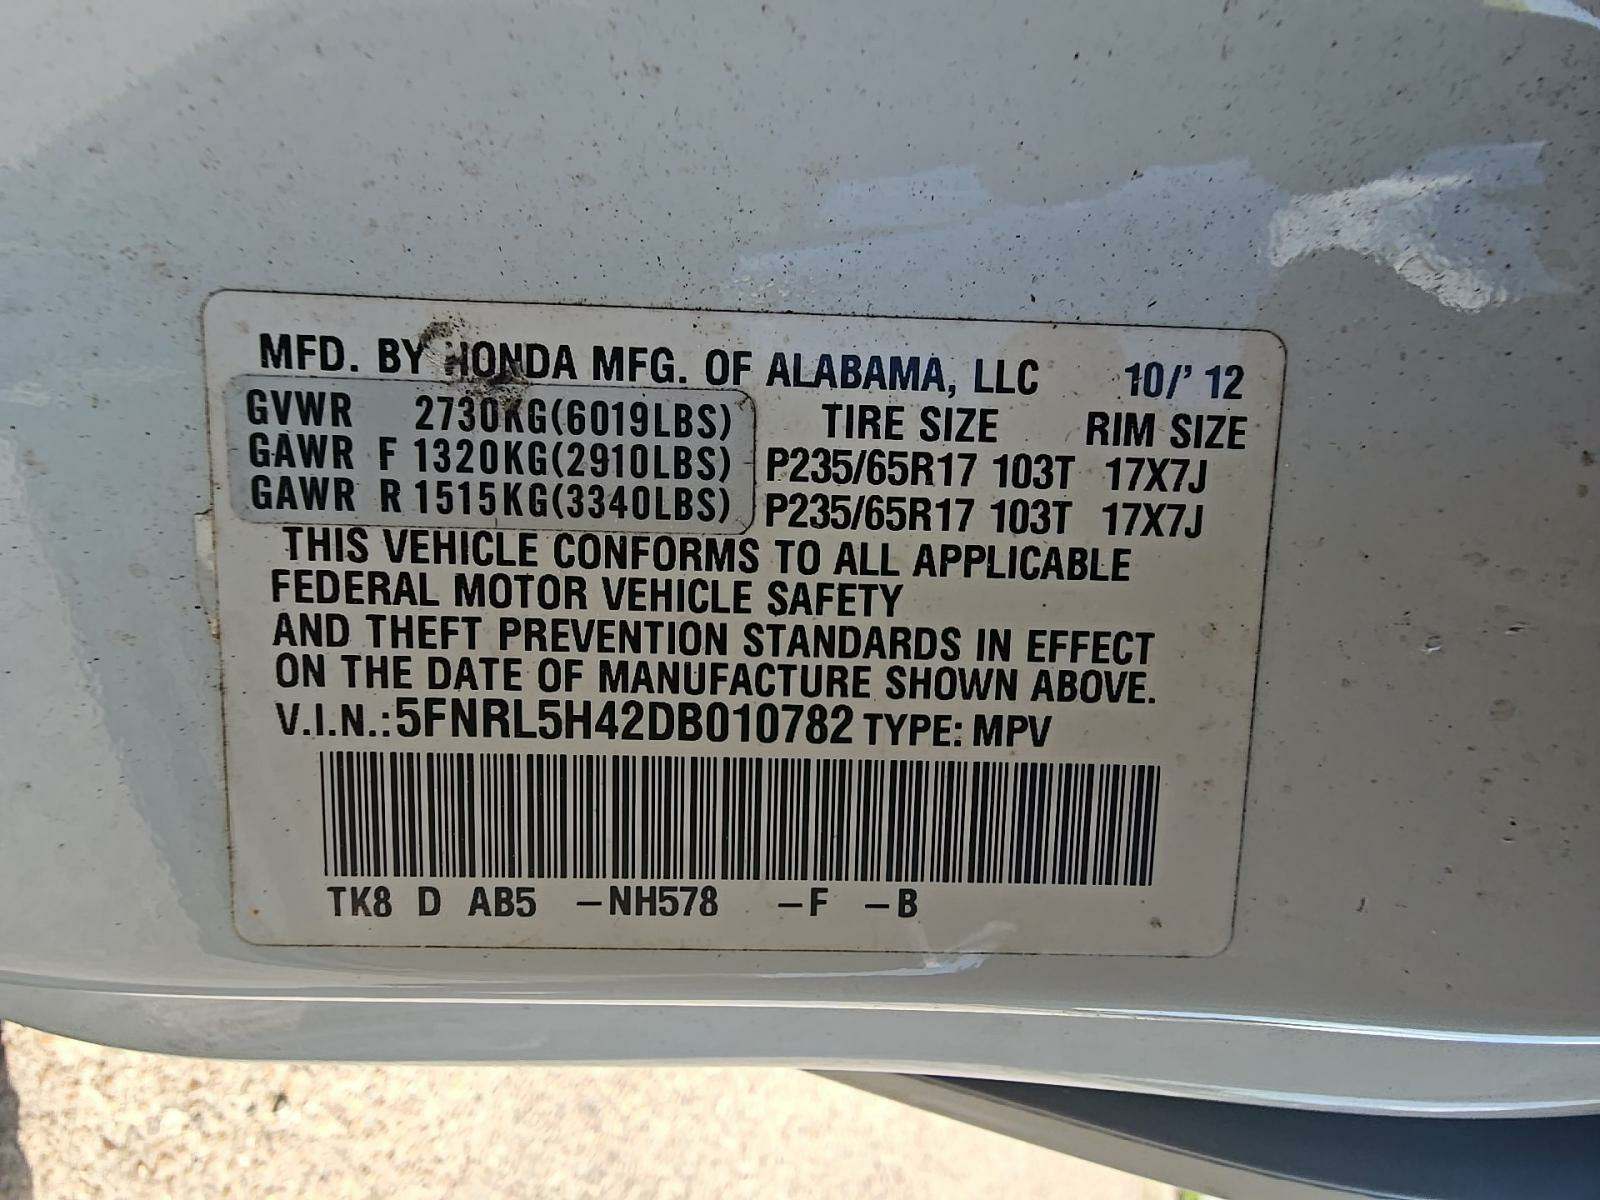 MFD. BY HONDA MFG. OF ALABAMA, LLC 10/'12
GVWR 2730KG(6019LBS) TIRE SIZE RIM SIZE
GAWR F 1320KG(2910LBS) P235/65R17 103T 17X7J
GAWR R 1515KG(3340LBS) P235/65R17 103T 17X7J
THIS VEHICLE CONFORMS TO ALL APPLICABLE
FEDERAL MOTOR VEHICLE SAFETY
AND THEFT PREVENTION STANDARDS IN EFFECT
ON THE DATE OF MANUFACTURE SHOWN ABOVE.
V.I.N.:5FNRL5H42DB010782 TYPE: MPV
TK8 D AB5 –NH578 –F –B